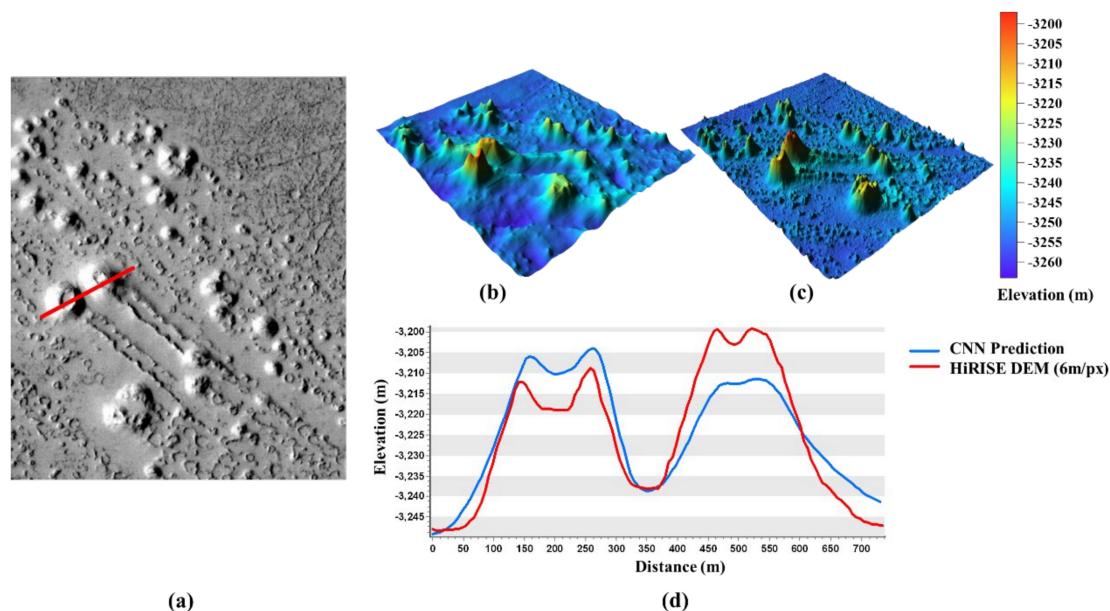 -3200
-3205
-3210
-3220
-3225
-3230
-3235
-3240
-3245
-3250
-3255
-3260
Elevation (m)
(b)
(c)
-3,200
-3,205
-3,210
-3,215
-3,220
-3,225
-3,230
-3,235
-3,240
-3,245
Elevation (m)
0 50 100 150 200 250 300 350 400 450 500 550 600 650 700
Distance (m)
CNN Prediction
HiRISE DEM (6m/px)
(a)
(d)